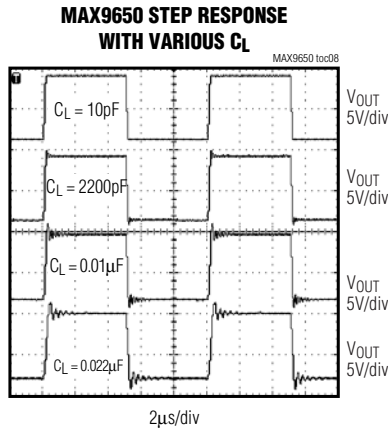 MAX9650 STEP RESPONSE
WITH VARIOUS CL
MAX9650 toc08
CL = 10pF
VOUT
5V/div
CL = 2200pF
VOUT
5V/div
CL = 0.01μF
VOUT
5V/div
CL = 0.022μF
VOUT
5V/div
2μs/div